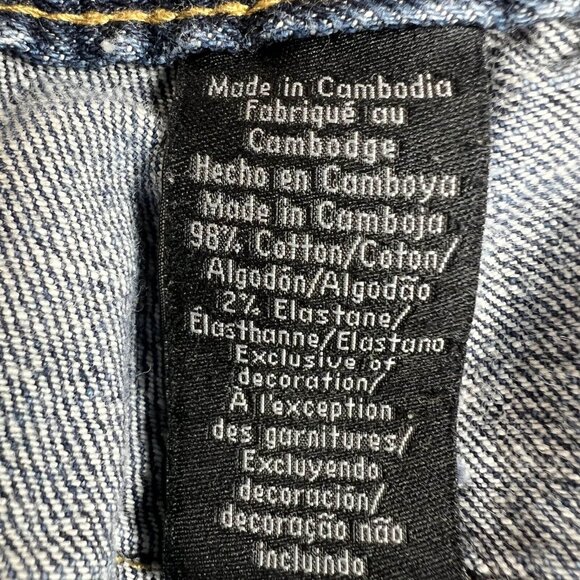 Made in Cambodia
Fabriqué au
Cambodge
Hecho en Camboya
Made in Camboja
98% Cotton/Coton/
Algodón/Algodão
2% Elastane/
Élasthanne/Elastano
Exclusive of
decoration/
À l'exception
des garnitures/
Excluyendo
decoración/
decoração não
incluindo